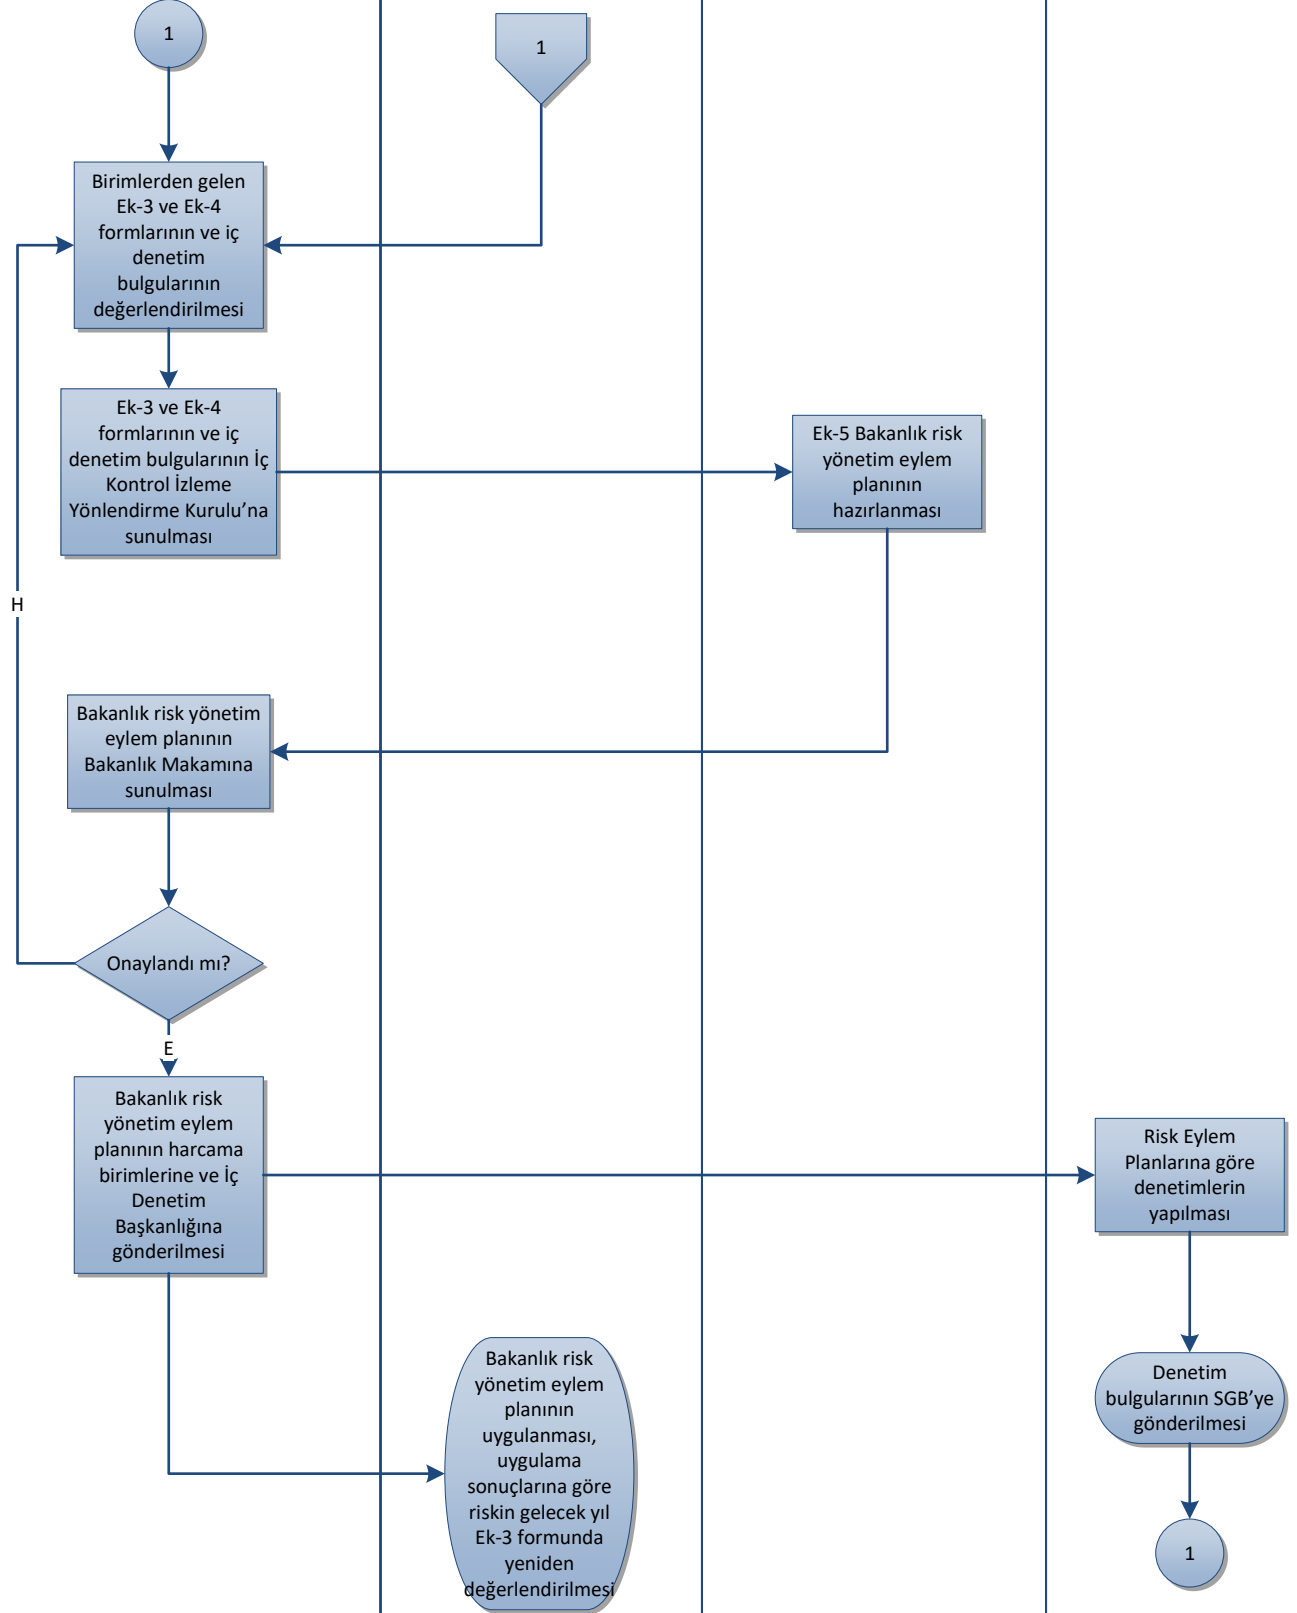 1
1
Birimlerden gelen
Ek-3 ve Ek-4
formlarının ve iç
denetim
bulgularının
değerlendirilmesi
Ek-3 ve Ek-4
formlarının ve iç
denetim bulgularının İç
Kontrol İzleme
Yönlendirme Kurulu’na
sunulması
Ek-5 Bakanlık risk
yönetim eylem
planının
hazırlanması
H
Bakanlık risk yönetim
eylem planının
Bakanlık Makamına
sunulması
Onaylandı mı?
E
Bakanlık risk
yönetim eylem
planının harcama
birimlerine ve İç
Denetim
Başkanlığına
gönderilmesi
Risk Eylem
Planlarına göre
denetimlerin
yapılması
Bakanlık risk
yönetim eylem
planının
uygulanması,
uygulama
sonuçlarına göre
riskin gelecek yıl
Ek-3 formunda
yeniden
değerlendirilmesi
Denetim
bulgularının SGB’ye
gönderilmesi
1